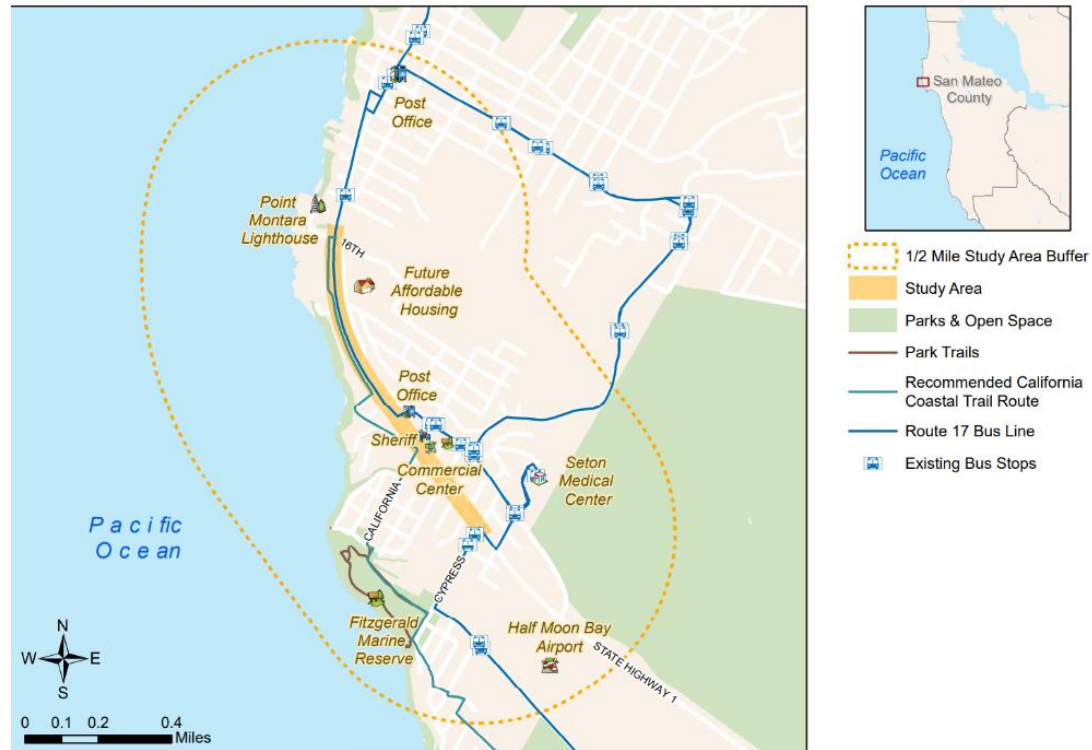 Post
Office
Point
Montara
Lighthouse
16TH
Future
Affordable
Housing
Post
Office
Sheriff
Commercial
Center
Seton
Medical
Center
CALIFORNIA
CYPRESS
Pacific
Ocean
Fitzgerald
Marine
Reserve
Half Moon Bay
Airport
STATE HIGHWAY 1
N
W E
S
0 0.1 0.2 0.4
Miles
San Mateo
County
Pacific
Ocean
1/2 Mile Study Area Buffer
Study Area
Parks & Open Space
Park Trails
Recommended California
Coastal Trail Route
Route 17 Bus Line
Existing Bus Stops